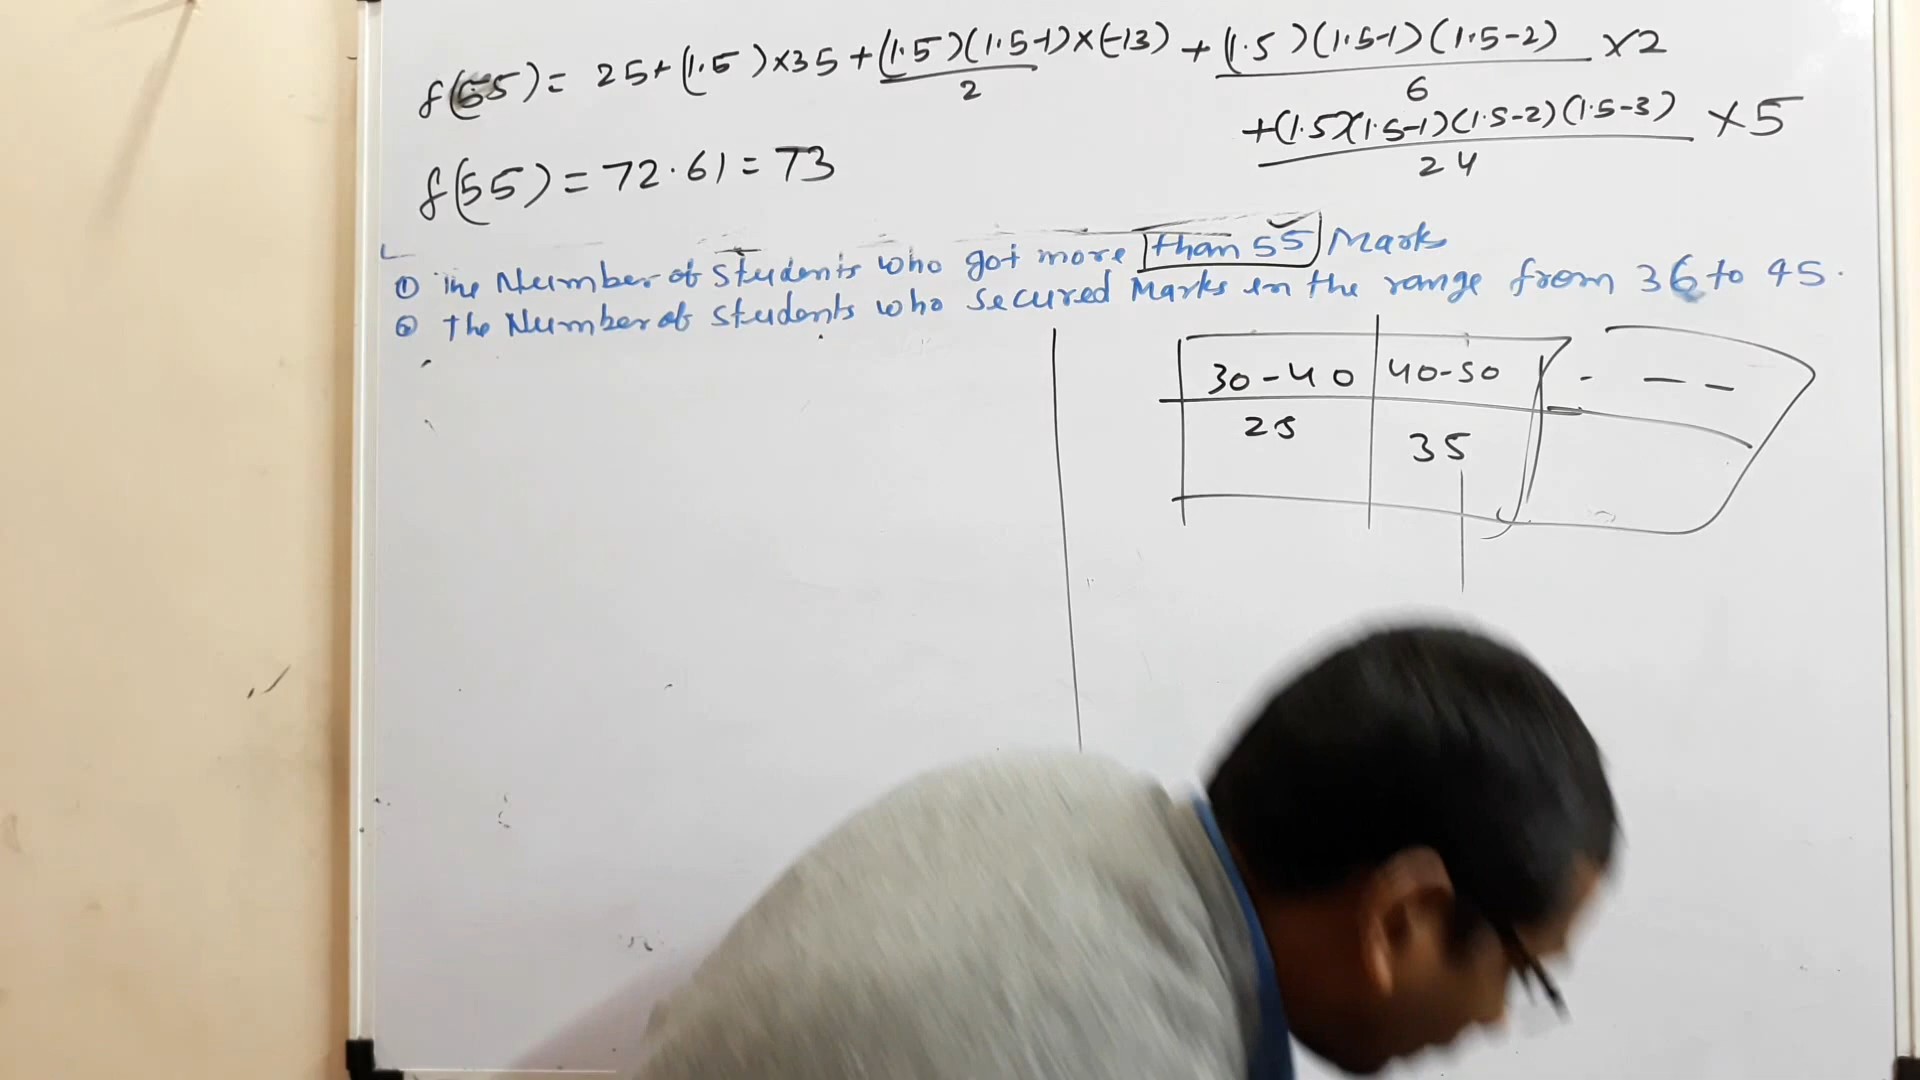 f(55) = 25 + (1.5) × 35 + (1.5)(1.5-1) × (-13) / 2 + (1.5)(1.5-1)(1.5-2) / 6 × 2
+ (1.5)(1.5-1)(1.5-2)(1.5-3) / 24 × 5
f(55) = 72.61 = 73
① The Number of Students who got more than 55 Marks
② The Number of Students who secured Marks in the range from 36 to 45.
30-40 40-50 - - -
25 35